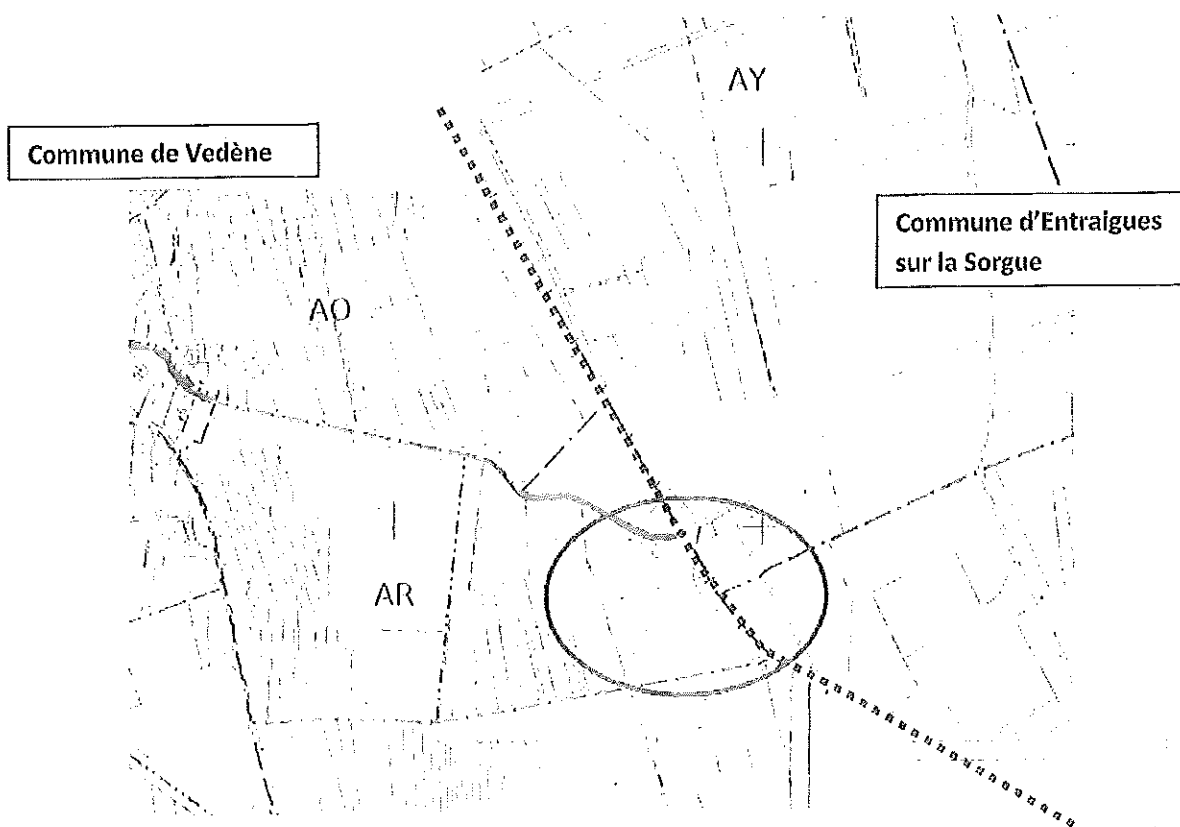 AY
Commune de Vedène
Commune d'Entraigues
sur la Sorgue
AO
AR